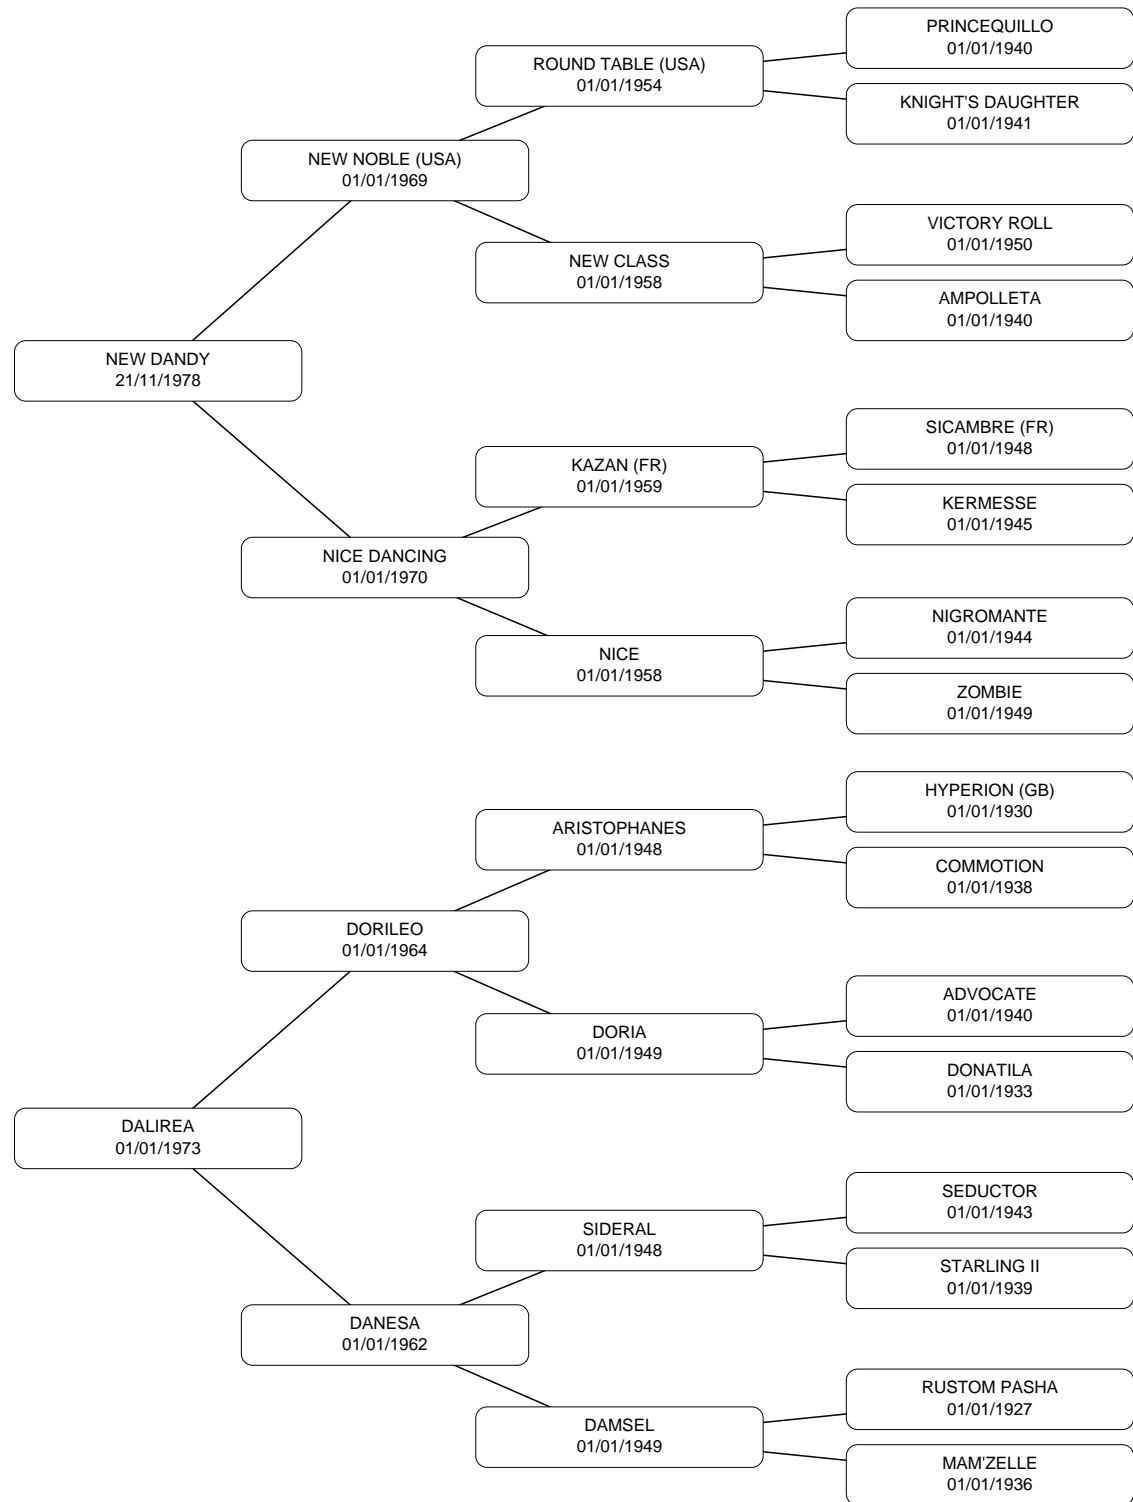 PRINCEQUILLO
01/01/1940
ROUND TABLE (USA)
01/01/1954
KNIGHT'S DAUGHTER
01/01/1941
NEW NOBLE (USA)
01/01/1969
VICTORY ROLL
01/01/1950
NEW CLASS
01/01/1958
AMPOLLETA
01/01/1940
NEW DANDY
21/11/1978
SICAMBRE (FR)
01/01/1948
KAZAN (FR)
01/01/1959
KERMESSE
01/01/1945
NICE DANCING
01/01/1970
NIGROMANTE
01/01/1944
NICE
01/01/1958
ZOMBIE
01/01/1949
HYPERION (GB)
01/01/1930
ARISTOPHANES
01/01/1948
COMMOTION
01/01/1938
DORILEO
01/01/1964
ADVOCATE
01/01/1940
DORIA
01/01/1949
DONATILA
01/01/1933
DALIREA
01/01/1973
SEDUCTOR
01/01/1943
SIDERAL
01/01/1948
STARLING II
01/01/1939
DANESA
01/01/1962
RUSTOM PASHA
01/01/1927
DAMSEL
01/01/1949
MAM'ZELLE
01/01/1936